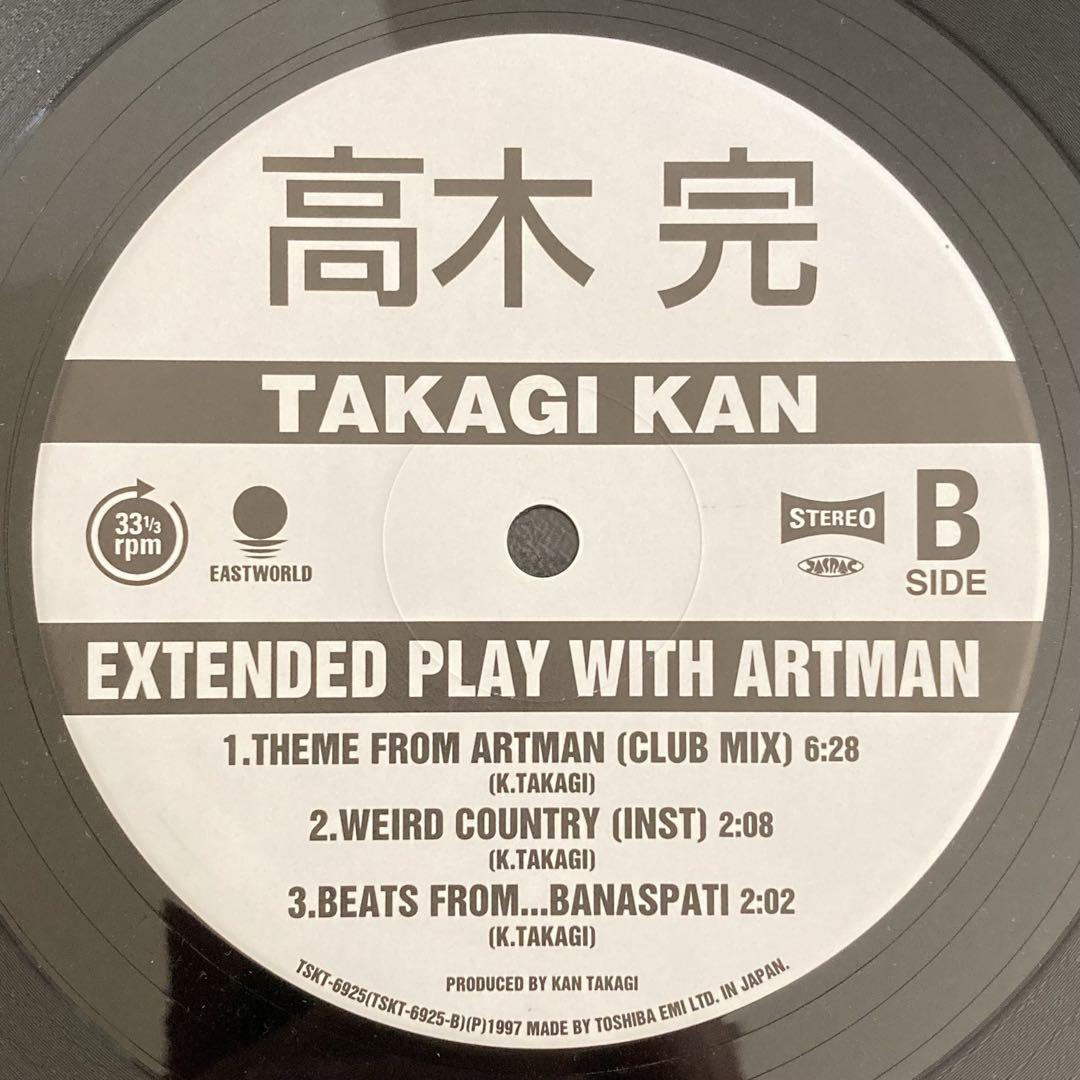 高木 完
TAKAGI KAN
33 1/3
rpm
EASTWORLD
STEREO
JASRAC
B
SIDE
EXTENDED PLAY WITH ARTMAN
1.THEME FROM ARTMAN (CLUB MIX) 6:28
(K.TAKAGI)
2.WEIRD COUNTRY (INST) 2:08
(K.TAKAGI)
3.BEATS FROM...BANASPATI 2:02
(K.TAKAGI)
PRODUCED BY KAN TAKAGI
TSKT-6925(TSKT-6925-B)(P)1997 MADE BY TOSHIBA EMI LTD. IN JAPAN.